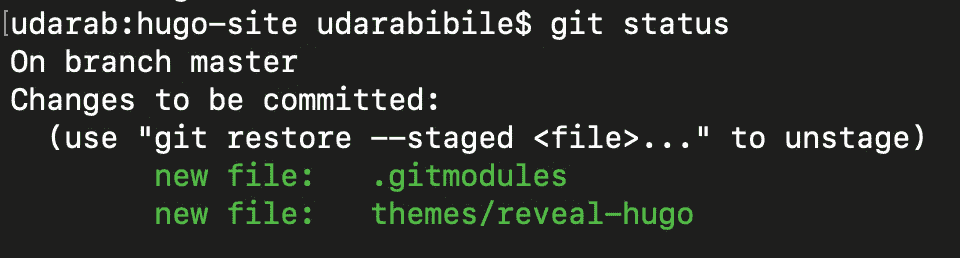 [udarab:hugo-site udarabibile$ git status
On branch master
Changes to be committed:
  (use "git restore --staged <file>..." to unstage)
        new file:   .gitmodules
        new file:   themes/reveal-hugo